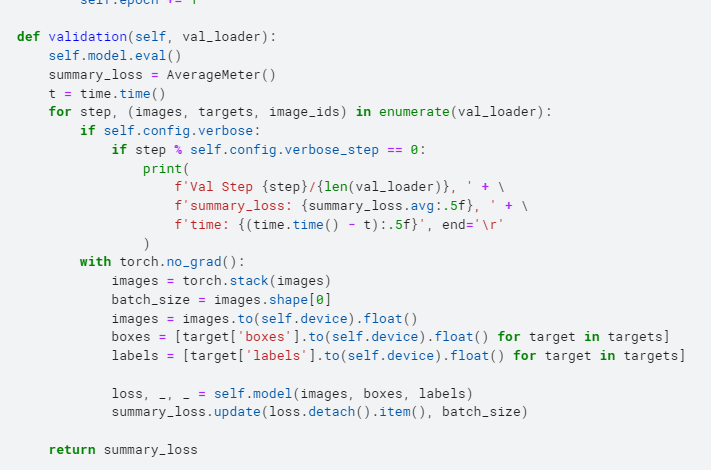 self.epoch += 1
def validation(self, val_loader):
    self.model.eval()
    summary_loss = AverageMeter()
    t = time.time()
    for step, (images, targets, image_ids) in enumerate(val_loader):
        if self.config.verbose:
            if step % self.config.verbose_step == 0:
                print(
                    f'Val Step {step}/{len(val_loader)}, ' + \
                    f'summary_loss: {summary_loss.avg:.5f}, ' + \
                    f'time: {(time.time() - t):.5f}', end='\r'
                )
        with torch.no_grad():
            images = torch.stack(images)
            batch_size = images.shape[0]
            images = images.to(self.device).float()
            boxes = [target['boxes'].to(self.device).float() for target in targets]
            labels = [target['labels'].to(self.device).float() for target in targets]
            loss, _, _ = self.model(images, boxes, labels)
            summary_loss.update(loss.detach().item(), batch_size)
    return summary_loss